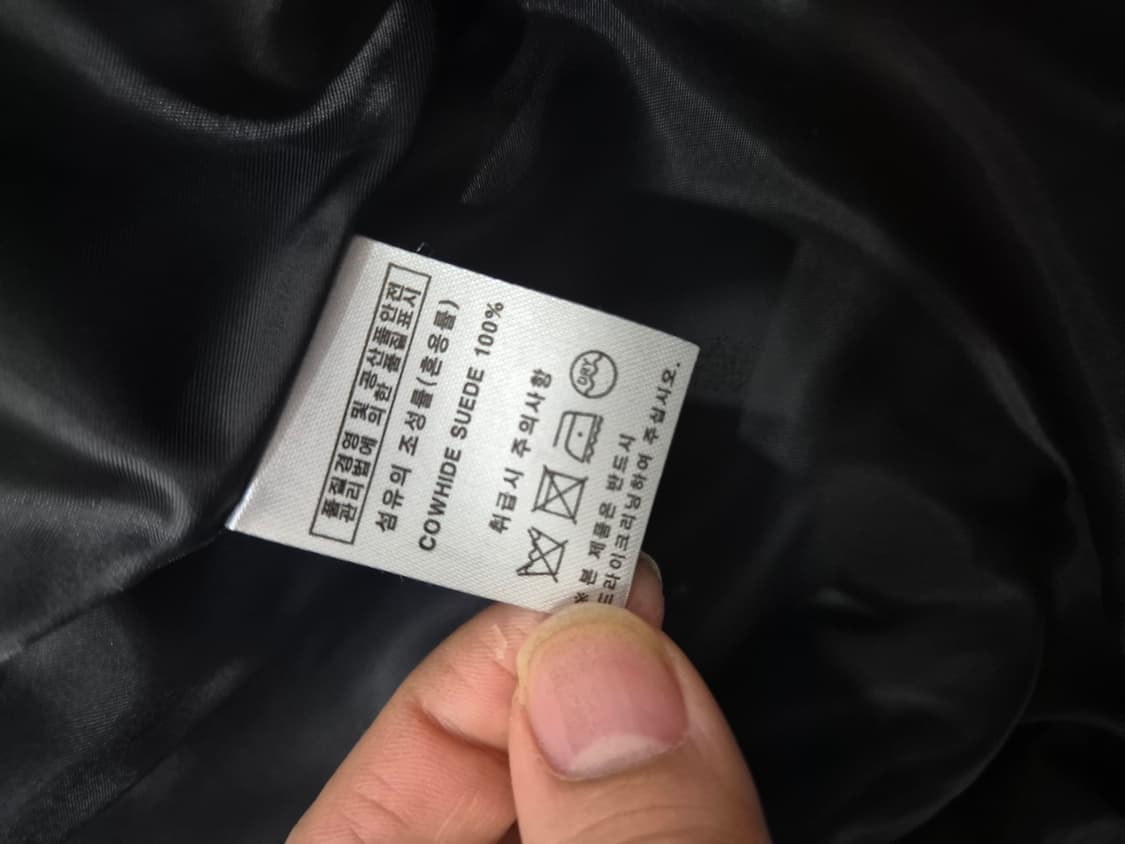 품질경영 및 공산품안전
관리법에 의한 품질표시
섬유의 조성률(혼용률)
COWHIDE SUEDE 100%
취급시 주의사항
DRY
※본 제품은 반드시
드라이크리닝하여 주십시오.